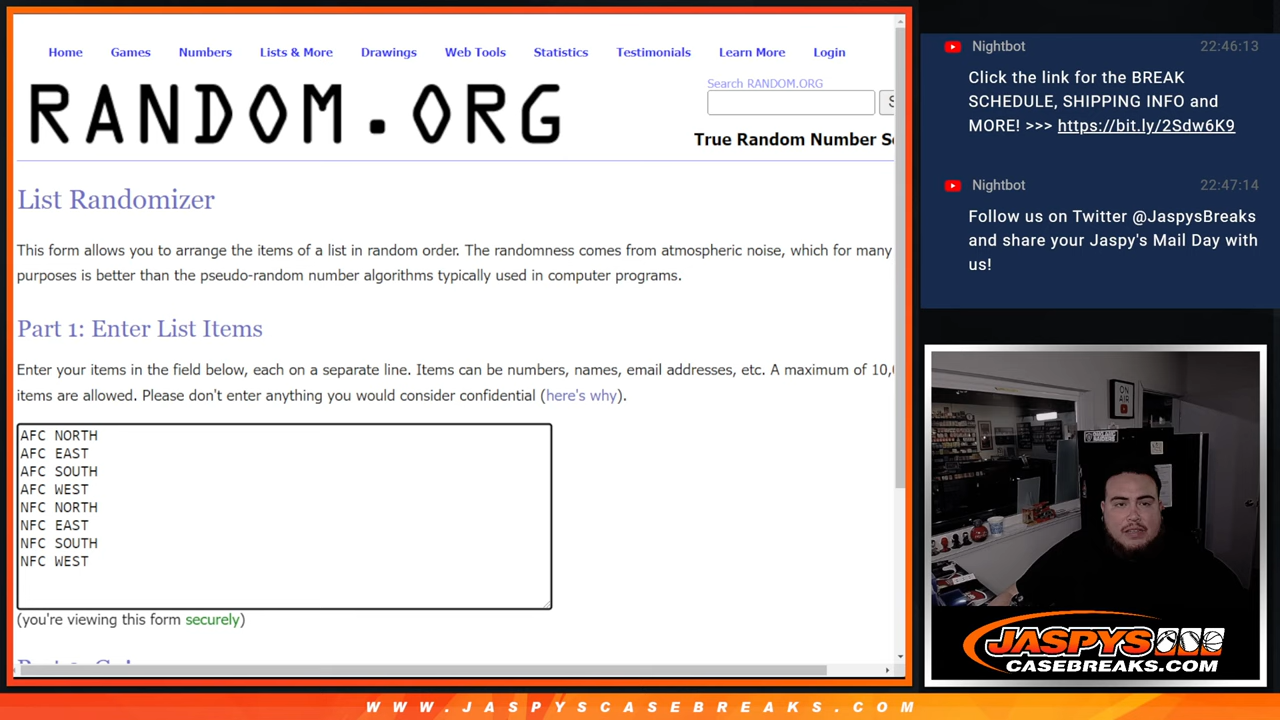 Home Games Numbers Lists & More Drawings Web Tools Statistics Testimonials Learn More Login
RANDOM.ORG
Search RANDOM.ORG
True Random Number
List Randomizer
This form allows you to arrange the items of a list in random order. The randomness comes from atmospheric noise, which for many
purposes is better than the pseudo-random number algorithms typically used in computer programs.
Part 1: Enter List Items
Enter your items in the field below, each on a separate line. Items can be numbers, names, email addresses, etc. A maximum of
items are allowed. Please don't enter anything you would consider confidential (here's why).
AFC NORTH
AFC EAST
AFC SOUTH
AFC WEST
NFC NORTH
NFC EAST
NFC SOUTH
NFC WEST
(you're viewing this form securely)
Nightbot 22:46:13
Click the link for the BREAK
SCHEDULE, SHIPPING INFO and
MORE! >>> https://bit.ly/2Sdw6K9
Nightbot 22:47:14
Follow us on Twitter @JaspysBreaks
and share your Jaspy's Mail Day with
us!
ON
AIR
JASPYS
CASEBREAKS.COM
WWW.JASPYSCASEBREAKS.COM